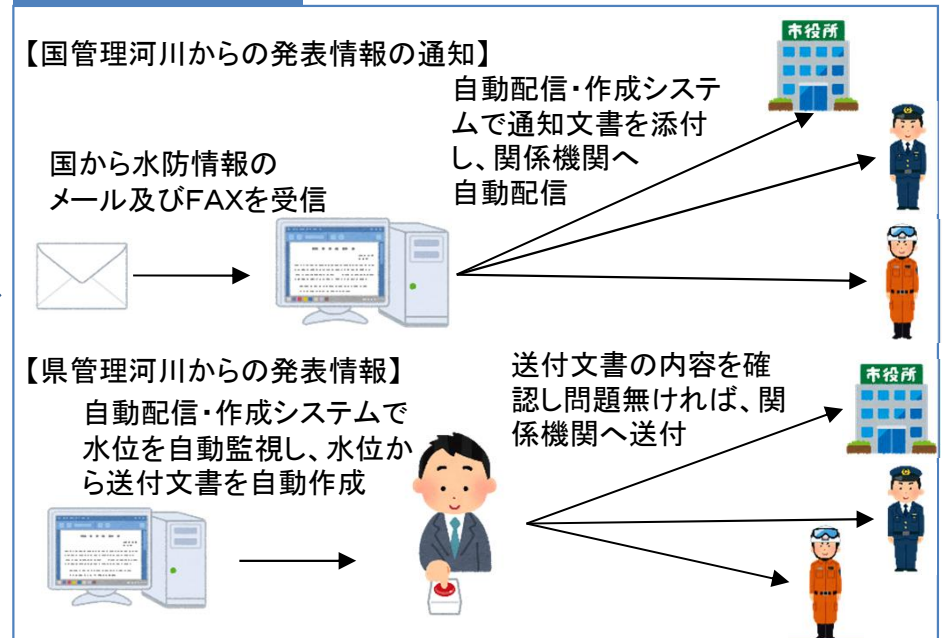 【国管理河川からの発表情報の通知】
市役所
自動配信・作成システ
ムで通知文書を添付
し、関係機関へ
自動配信
国から水防情報の
メール及びFAXを受信
【県管理河川からの発表情報】
自動配信・作成システムで
水位を自動監視し、水位か
ら送付文書を自動作成
送付文書の内容を確
認し問題無ければ、関
係機関へ送付
市役所